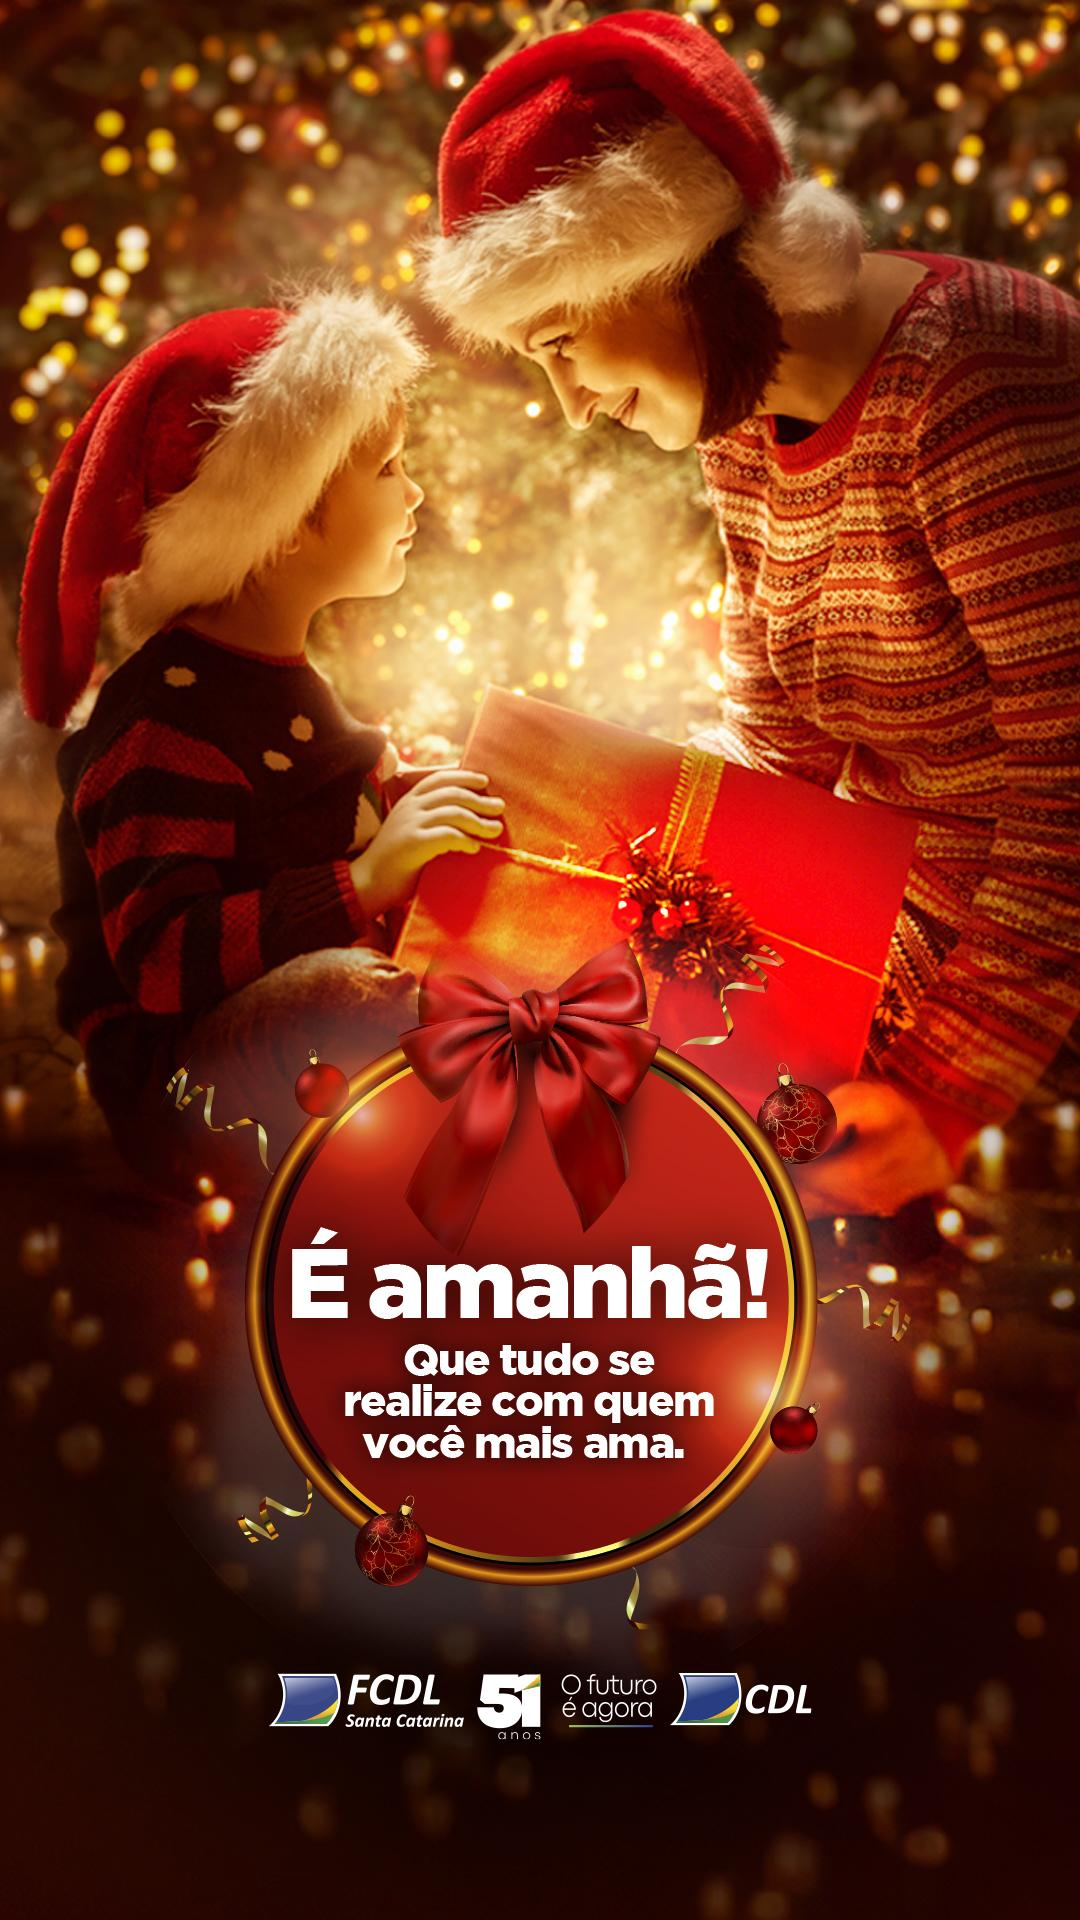 É amanhã!
Que tudo se
realize com quem
você mais ama.
FCDL
Santa Catarina
51
anos
O futuro
é agora
CDL